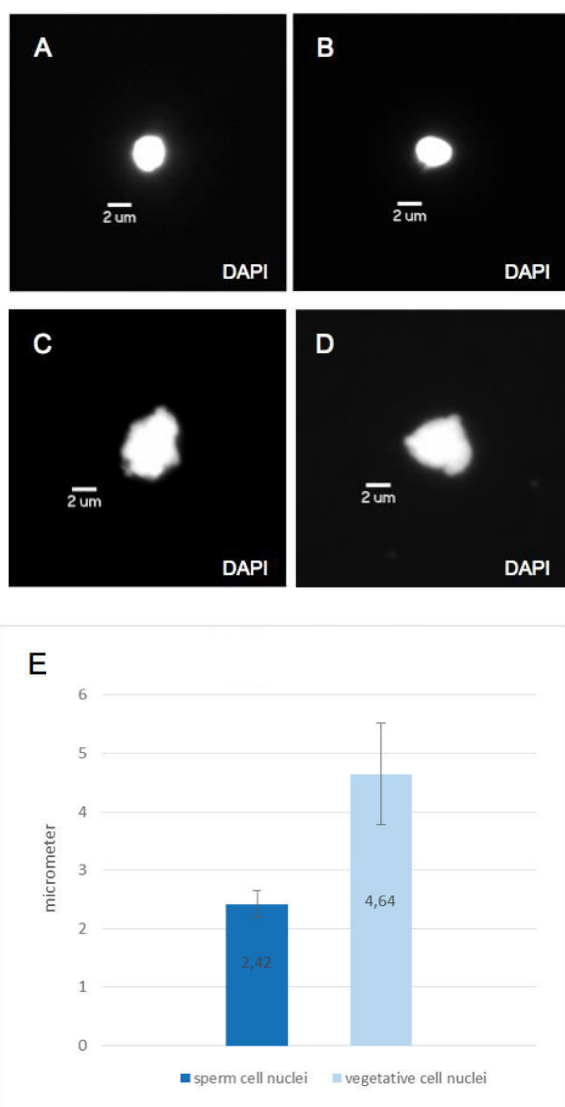 A
B
2 um
2 um
DAPI
DAPI
C
D
2 um
2 um
DAPI
DAPI
E
6
5
4
3
2
1
0
micrometer
2,42
4,64
sperm cell nuclei
vegetative cell nuclei